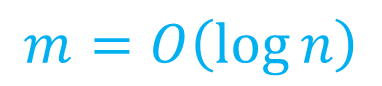 m = O(log n)